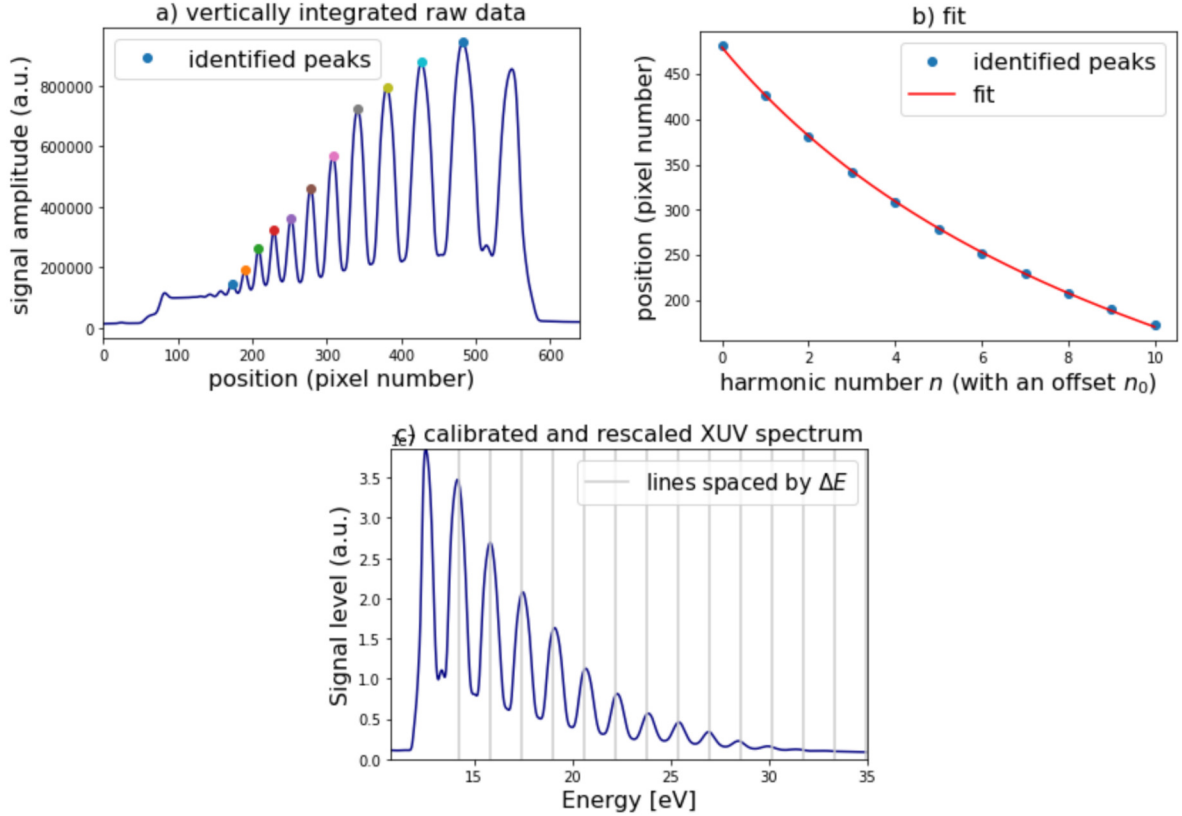 a) vertically integrated raw data
identified peaks
signal amplitude (a.u.)
800000
600000
400000
200000
0
0 100 200 300 400 500 600
position (pixel number)
b) fit
identified peaks
fit
position (pixel number)
450
400
350
300
250
200
0 2 4 6 8 10
harmonic number n (with an offset n₀)
c) calibrated and rescaled XUV spectrum
1e7
lines spaced by ΔE
Signal level (a.u.)
3.5
3.0
2.5
2.0
1.5
1.0
0.5
0.0
15 20 25 30 35
Energy [eV]